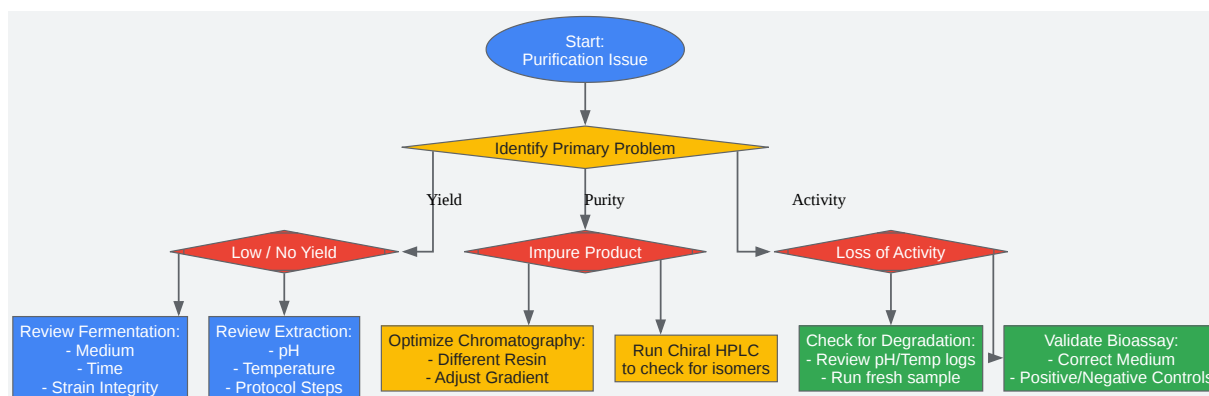 Start:
Purification Issue
Identify Primary Problem
Yield
Purity
Activity
Low / No Yield
Impure Product
Loss of Activity
Review Fermentation:
- Medium
- Time
- Strain Integrity
Review Extraction:
- pH
- Temperature
- Protocol Steps
Optimize Chromatography:
- Different Resin
- Adjust Gradient
Run Chiral HPLC
to check for isomers
Check for Degradation:
- Review pH/Temp logs
- Run fresh sample
Validate Bioassay:
- Correct Medium
- Positive/Negative Controls